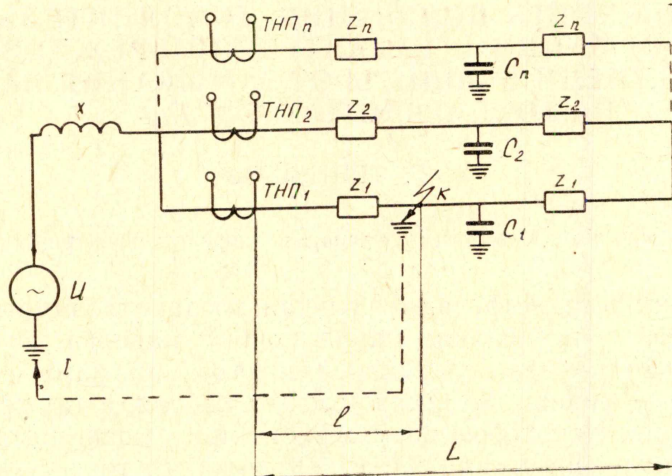 ТНПn Zn Cn Zn
x ТНП2 Z2 C2 Z2
ТНП1 Z1 K C1 Z1
~ U
I
l
L